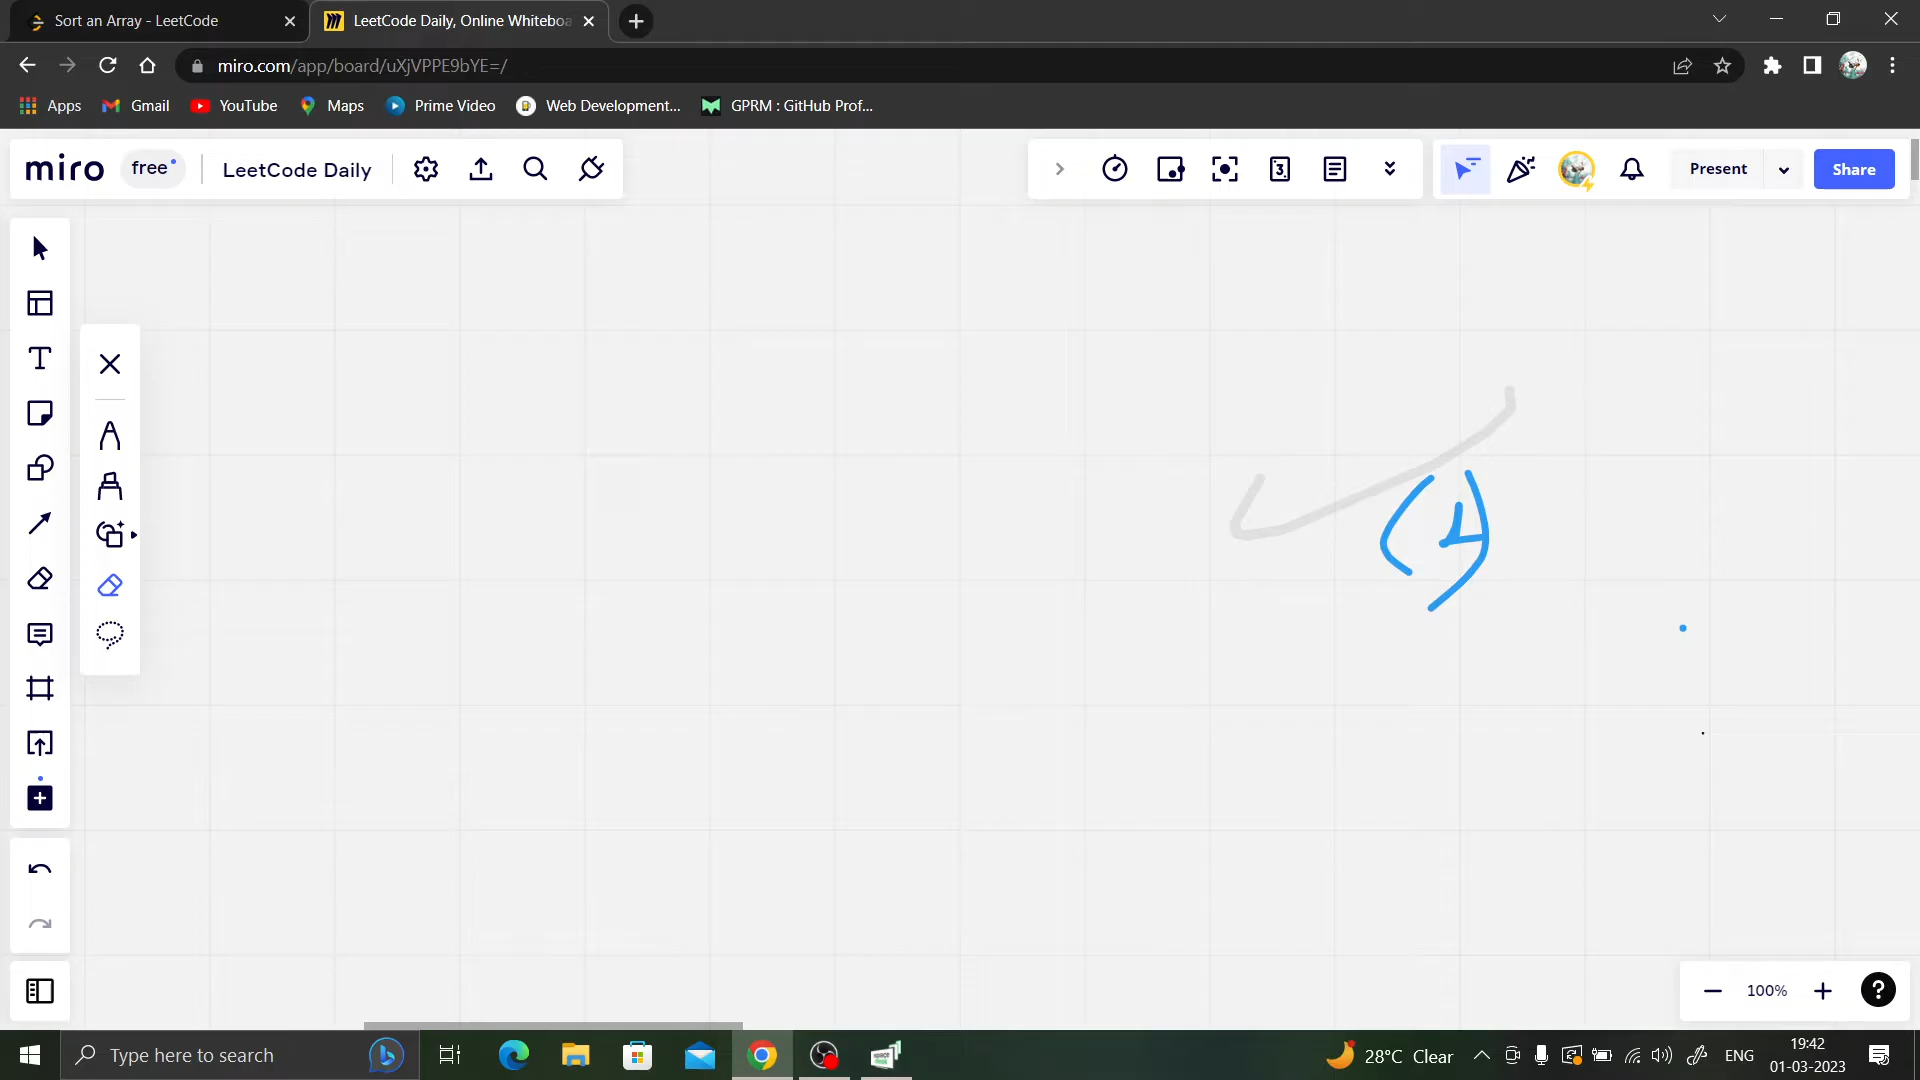 Sort an Array - LeetCode
LeetCode Daily, Online Whiteboa
miro.com/app/board/uXjVPPE9bYE=/
Apps Gmail YouTube Maps Prime Video Web Development... GPRM : GitHub Prof...
miro free LeetCode Daily
3
Present Share
T
(4)
100%
?
Type here to search
28°C Clear
ENG
19:42
01-03-2023